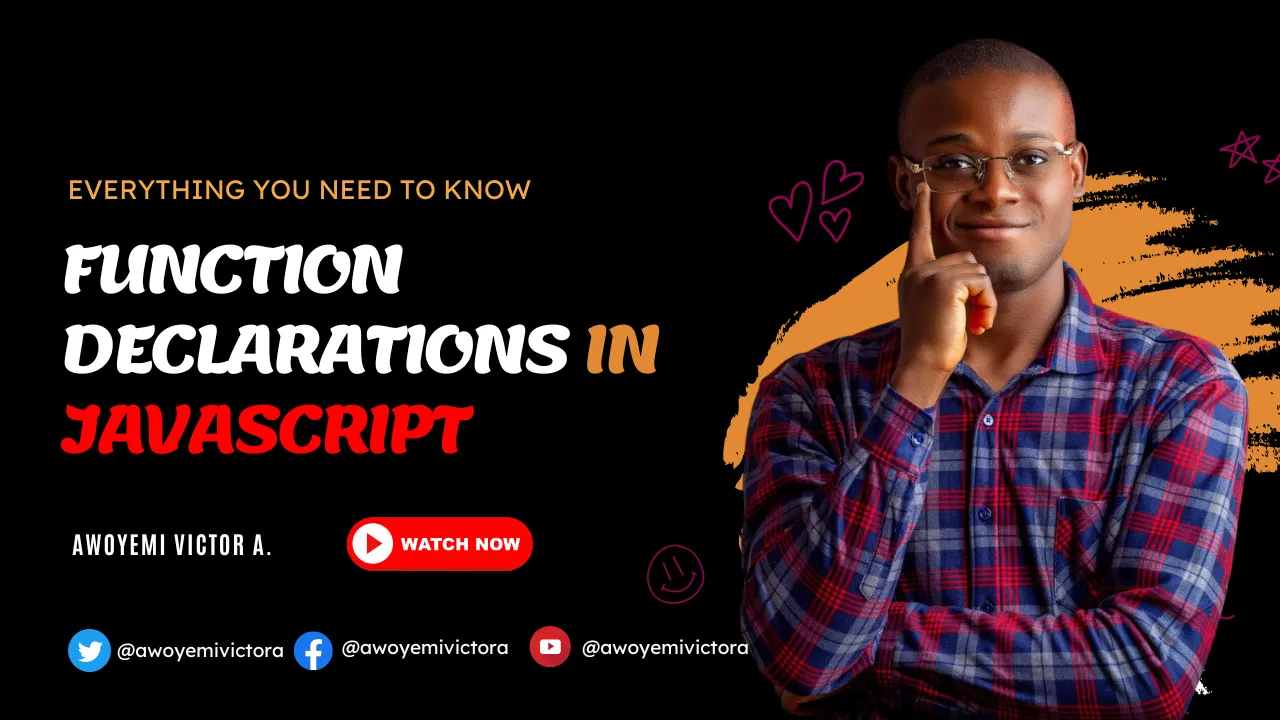 EVERYTHING YOU NEED TO KNOW
FUNCTION
DECLARATIONS IN
JAVASCRIPT
AWOYEMI VICTOR A.
WATCH NOW
@awoyemivictora
@awoyemivictora
@awoyemivictora